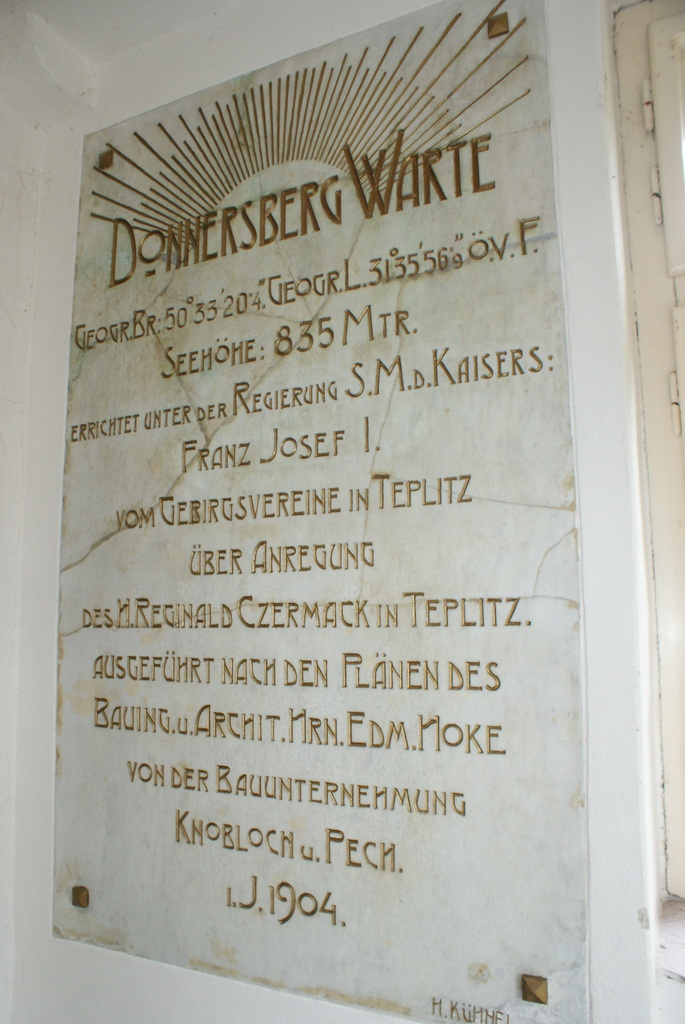 DONNERSBERG WARTE
GEOGR.BR: 50°33'20·4." GEOGR.L. 31°35'56·9" Ö.V.F.
SEEHÖHE: 835 MTR.
ERRICHTET UNTER DER REGIERUNG S.M.D.KAISERS:
FRANZ JOSEF I.
VOM GEBIRGSVEREINE IN TEPLITZ
ÜBER ANREGUNG
DES H.REGINALD CZERMACK IN TEPLITZ.
AUSGEFÜHRT NACH DEN PLÄNEN DES
BAUING.u.ARCHIT.HRN.EDM.HOKE
VON DER BAUUNTERNEHMUNG
KNOBLOCH u. PECH.
I.J.1904.
H. KÜHNEL